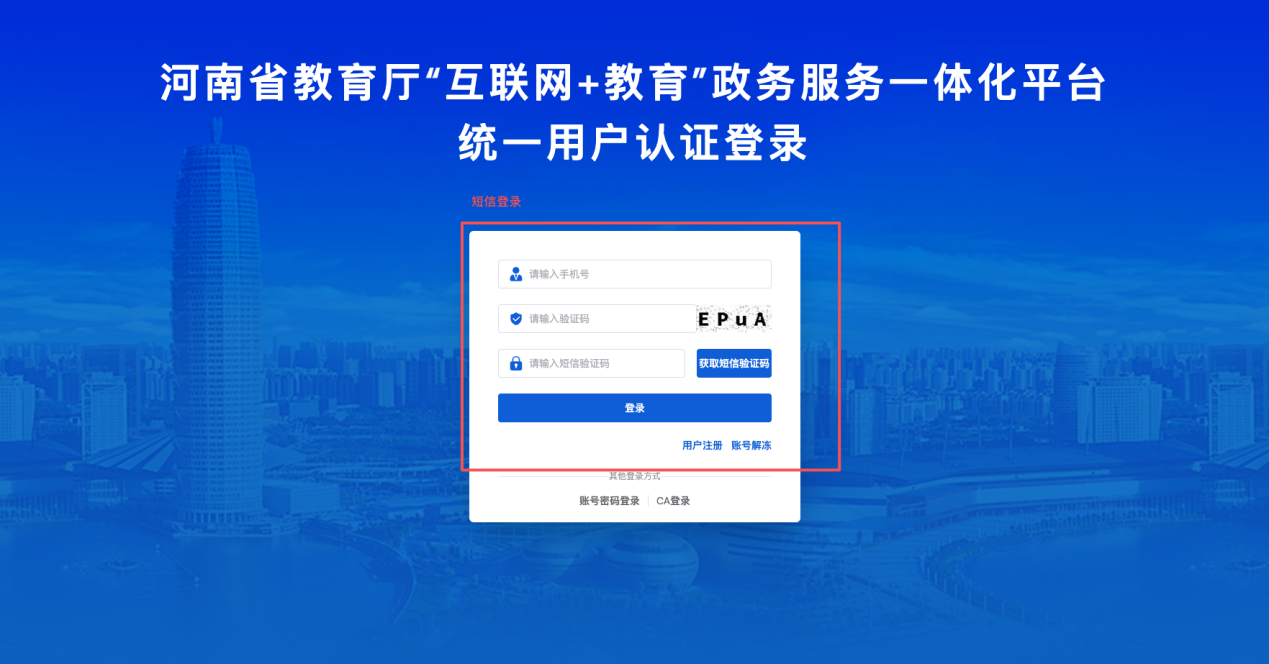 河南省教育厅“互联网+教育”政务服务一体化平台
统一用户认证登录
短信登录
请输入手机号
请输入验证码 EPuA
请输入短信验证码 获取短信验证码
登录
用户注册 账号解冻
其他登录方式
账号密码登录 CA登录